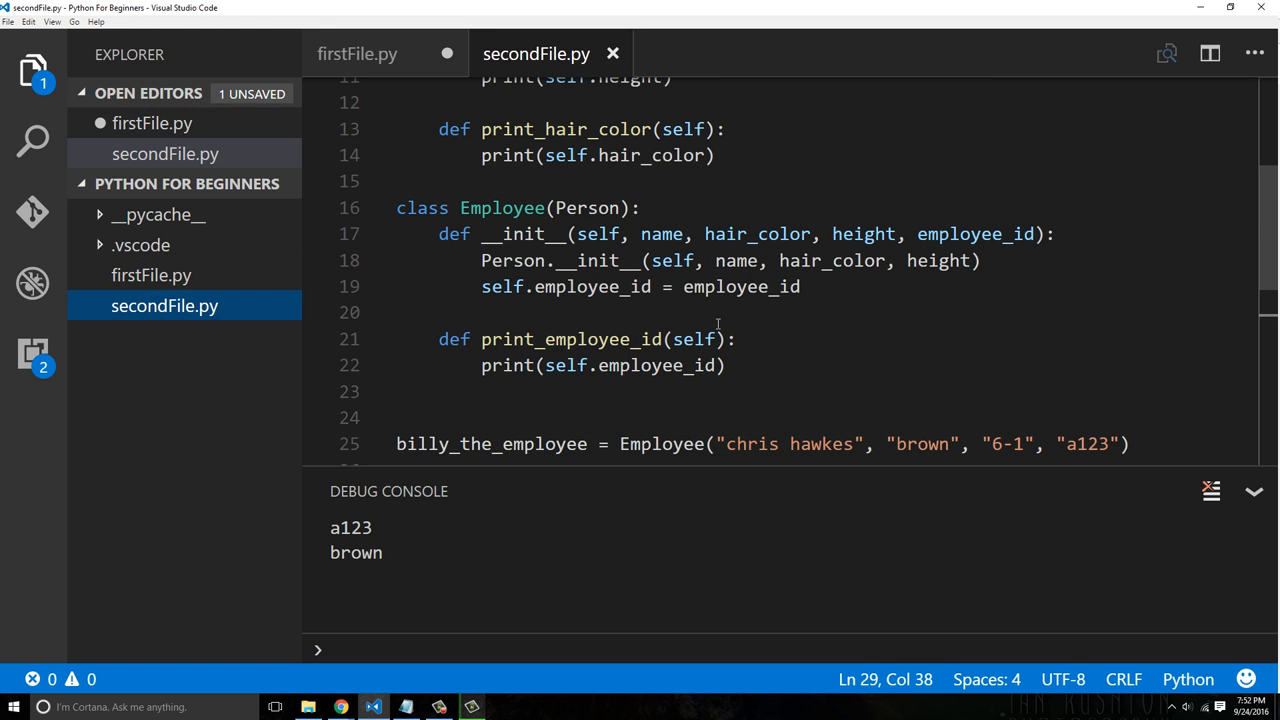 secondFile.py - Python For Beginners - Visual Studio Code
File Edit View Go Help
EXPLORER
OPEN EDITORS 1 UNSAVED
firstFile.py
secondFile.py
PYTHON FOR BEGINNERS
__pycache__
.vscode
firstFile.py
secondFile.py
1
2
firstFile.py secondFile.py
11 print(self.height)
12
13 def print_hair_color(self):
14 print(self.hair_color)
15
16 class Employee(Person):
17 def __init__(self, name, hair_color, height, employee_id):
18 Person.__init__(self, name, hair_color, height)
19 self.employee_id = employee_id
20
21 def print_employee_id(self):
22 print(self.employee_id)
23
24
25 billy_the_employee = Employee("chris hawkes", "brown", "6-1", "a123")
DEBUG CONSOLE
a123
brown
0 0 Ln 29, Col 38 Spaces: 4 UTF-8 CRLF Python
I'm Cortana. Ask me anything.
7:52 PM
9/24/2016